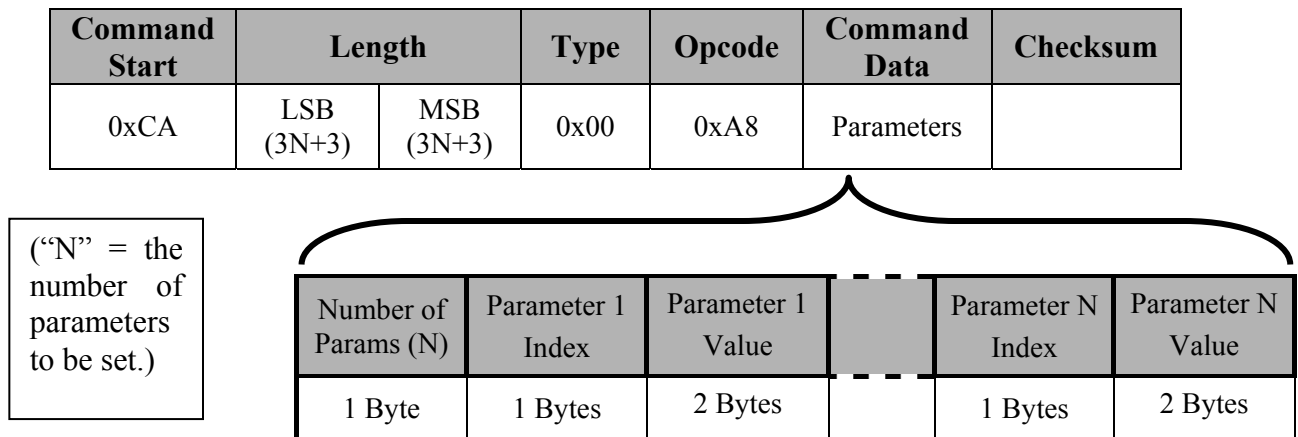 Command Start Length Type Opcode Command Data Checksum
0xCA LSB (3N+3) MSB (3N+3) 0x00 0xA8 Parameters
(“N” = the
number of
parameters
to be set.)
Number of Params (N) Parameter 1 Index Parameter 1 Value Parameter N Index Parameter N Value
1 Byte 1 Bytes 2 Bytes 1 Bytes 2 Bytes